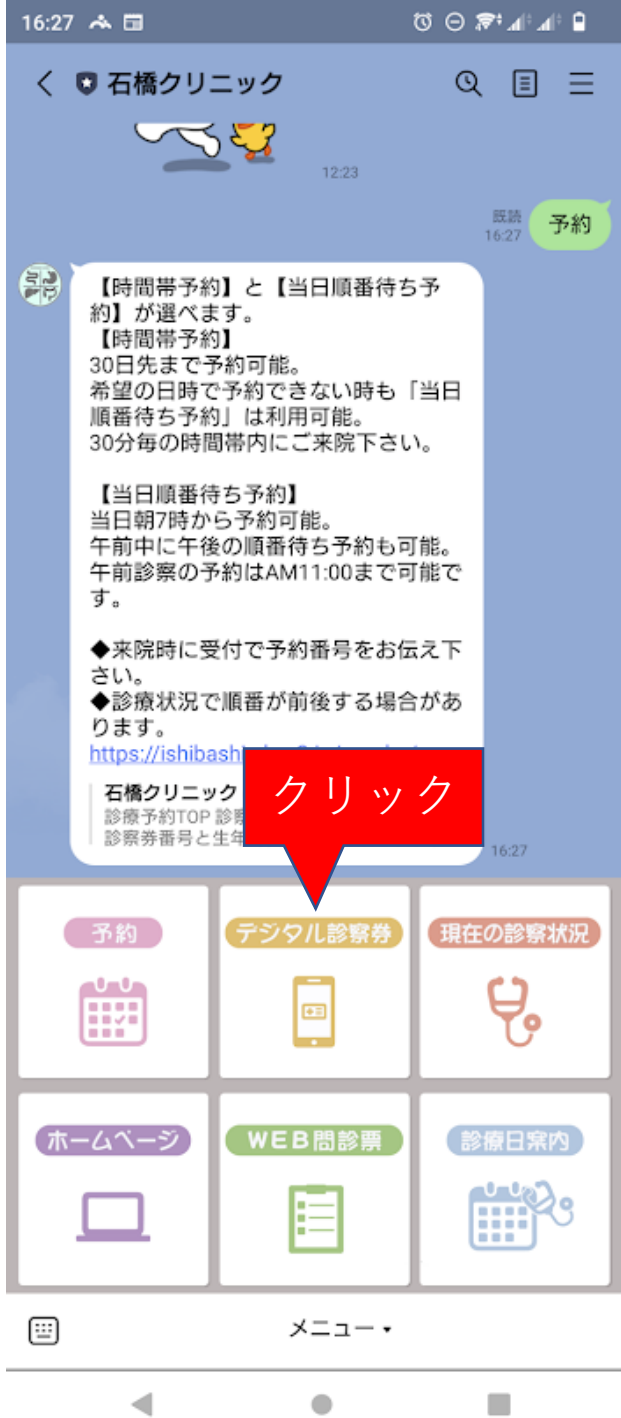 16:27
石橋クリニック
12:23
既読
16:27
予約
【時間帯予約】と【当日順番待ち予
約】が選べます。
【時間帯予約】
30日先まで予約可能。
希望の日時で予約できない時も「当日
順番待ち予約」は利用可能。
30分毎の時間帯内にご来院下さい。
【当日順番待ち予約】
当日朝7時から予約可能。
午前中に午後の順番待ち予約も可能。
午前診察の予約はAM11:00まで可能で
す。
◆来院時に受付で予約番号をお伝え下
さい。
◆診療状況で順番が前後する場合があ
ります。
https://ishibash
石橋クリニック
診療予約TOP
診察券番号と生年
16:27
クリック
予約
デジタル診察券
現在の診察状況
ホームページ
WEB問診票
診療日案内
メニュー